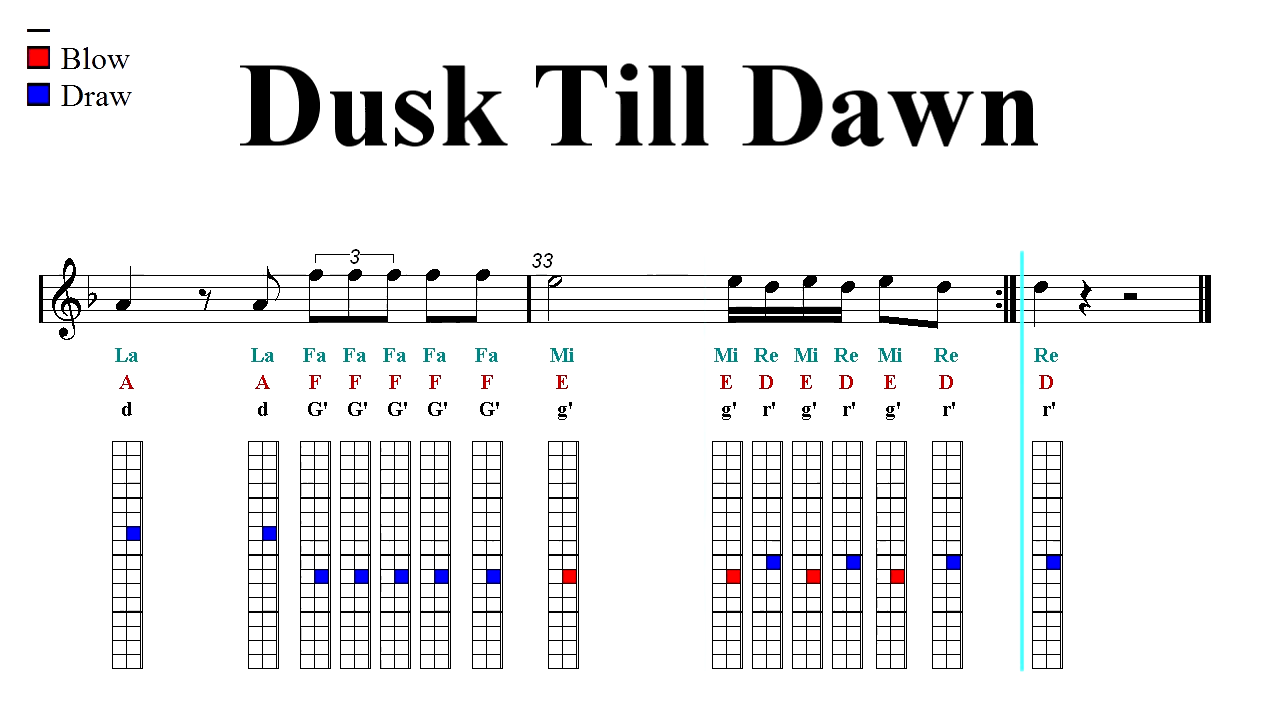 Blow
Draw
Dusk Till Dawn
3
33
La La Fa Fa Fa Fa Fa Mi Mi Re Mi Re Mi Re Re
A A F F F F F E E D E D E D D
d d G' G' G' G' G' g' g' r' g' r' g' r' r'